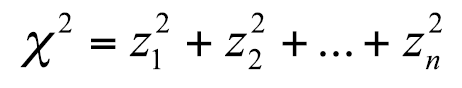 χ² = z₁² + z₂² + ... + zₙ²